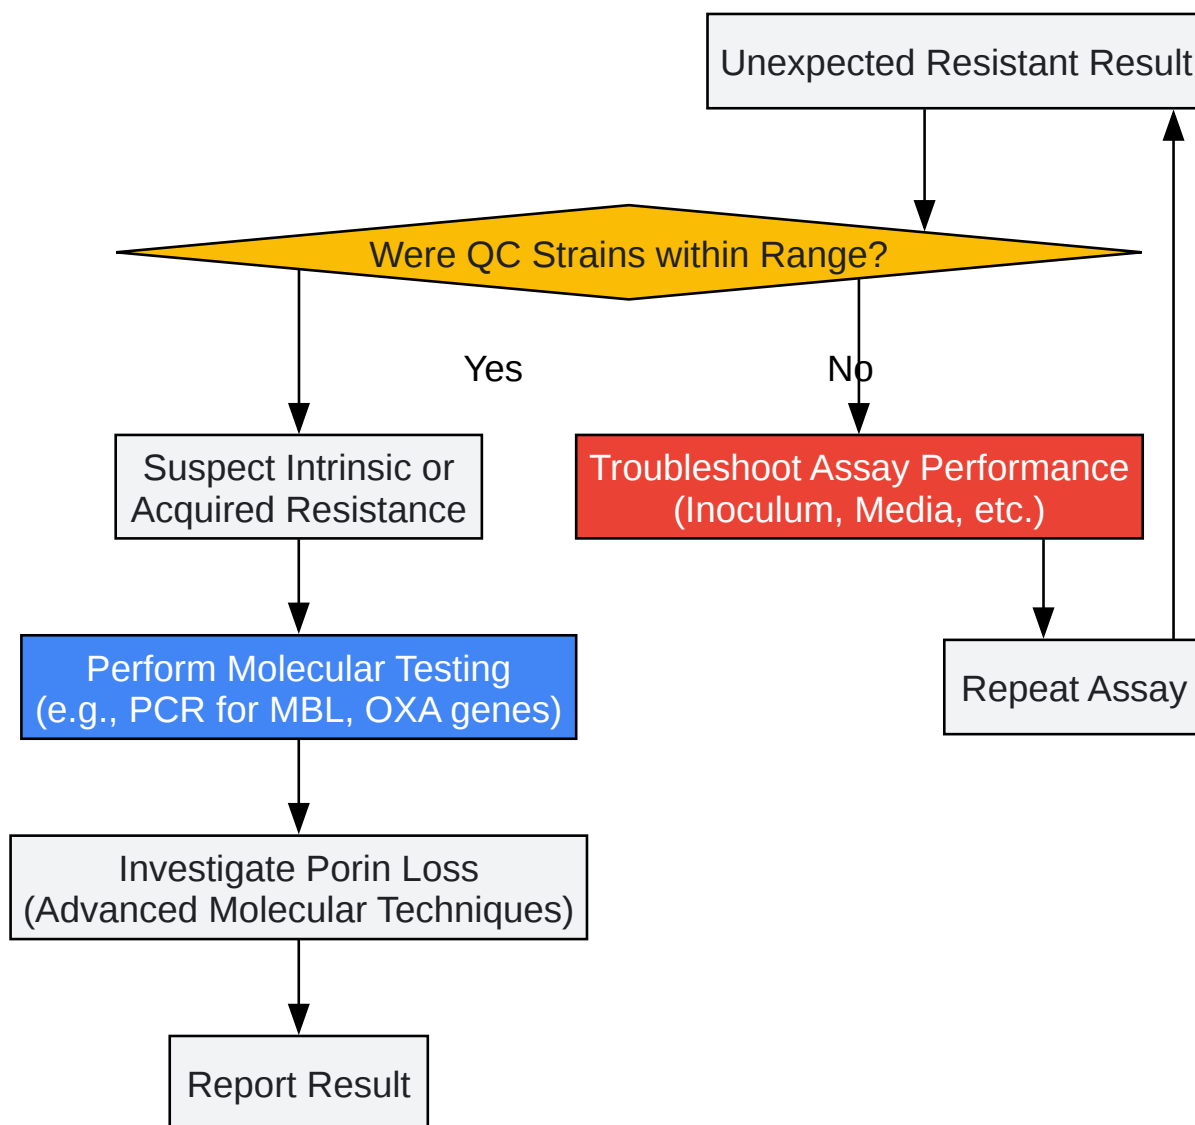 Unexpected Resistant Result
Were QC Strains within Range?
Yes
No
Suspect Intrinsic or
Acquired Resistance
Troubleshoot Assay Performance
(Inoculum, Media, etc.)
Perform Molecular Testing
(e.g., PCR for MBL, OXA genes)
Repeat Assay
Investigate Porin Loss
(Advanced Molecular Techniques)
Report Result